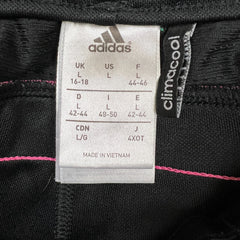 adidas
UK US F
L L L
16-18 44-46
D I E
L L L
42-44 48-50 42-44
CDN J
L/G 4XOT
MADE IN VIETNAM
climacool